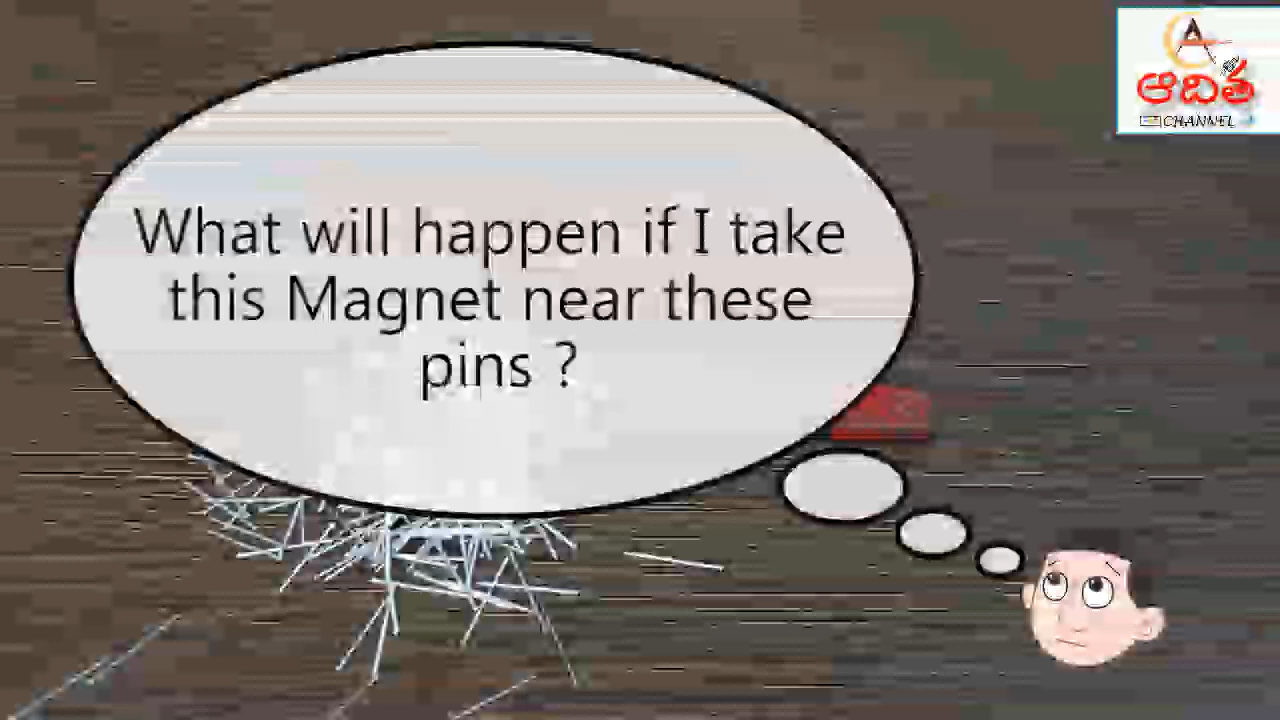 What will happen if I take
this Magnet near these
pins ?
ఆదిత్య
CHANNEL